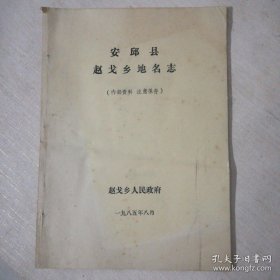 安邱县
赵戈乡地名志
（内部资料 注意保存）
赵戈乡人民政府
一九八五年八月
孔夫子旧书网